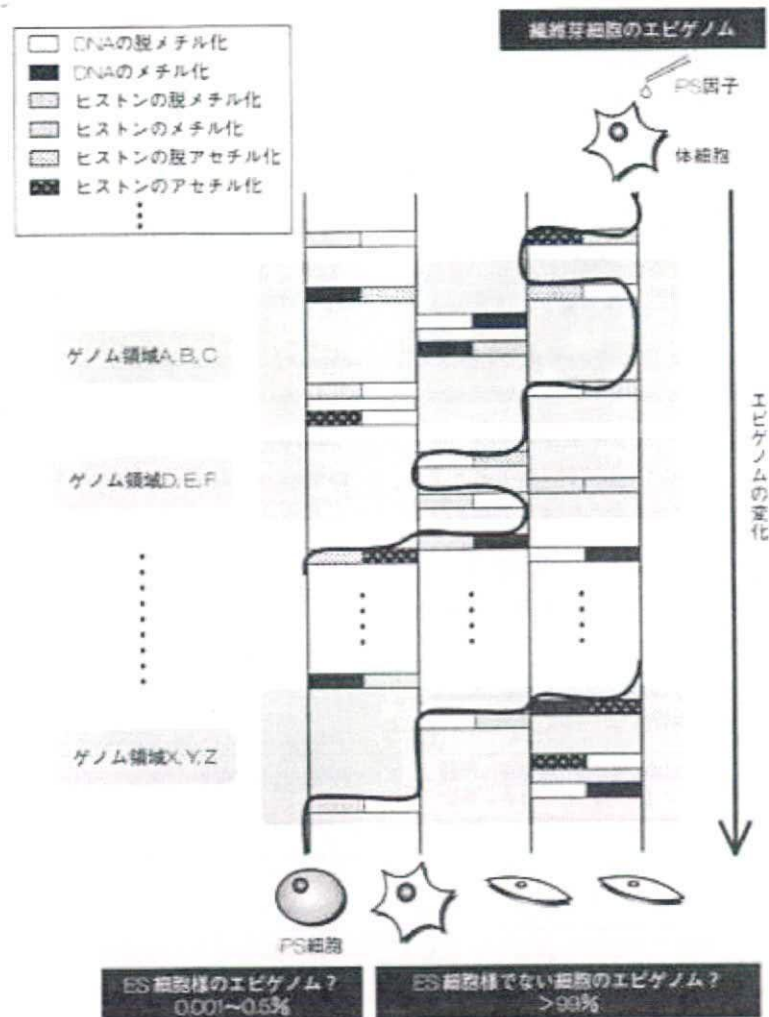 繊維芽細胞のエピゲノム
DNAの脱メチル化
DNAのメチル化
ヒストンの脱メチル化
ヒストンのメチル化
ヒストンの脱アセチル化
ヒストンのアセチル化
iPS因子
体細胞
ゲノム領域A, B, C
ゲノム領域D, E, F
ゲノム領域X, Y, Z
エピゲノムの変化
iPS細胞
ES細胞様のエピゲノム?
0.001〜0.5%
ES細胞様でない細胞のエピゲノム?
>99%